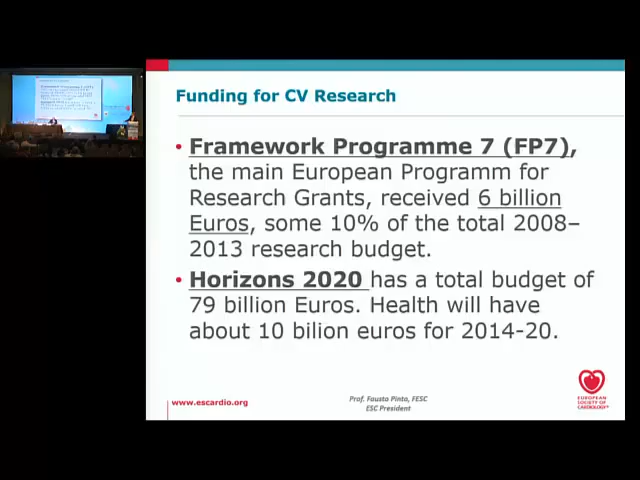 Funding for CV Research
• Framework Programme 7 (FP7),
the main European Programm for
Research Grants, received 6 billion
Euros, some 10% of the total 2008–
2013 research budget.
• Horizons 2020 has a total budget of
79 billion Euros. Health will have
about 10 bilion euros for 2014-20.
www.escardio.org
Prof. Fausto Pinto, FESC
ESC President
EUROPEAN
SOCIETY OF
CARDIOLOGY®